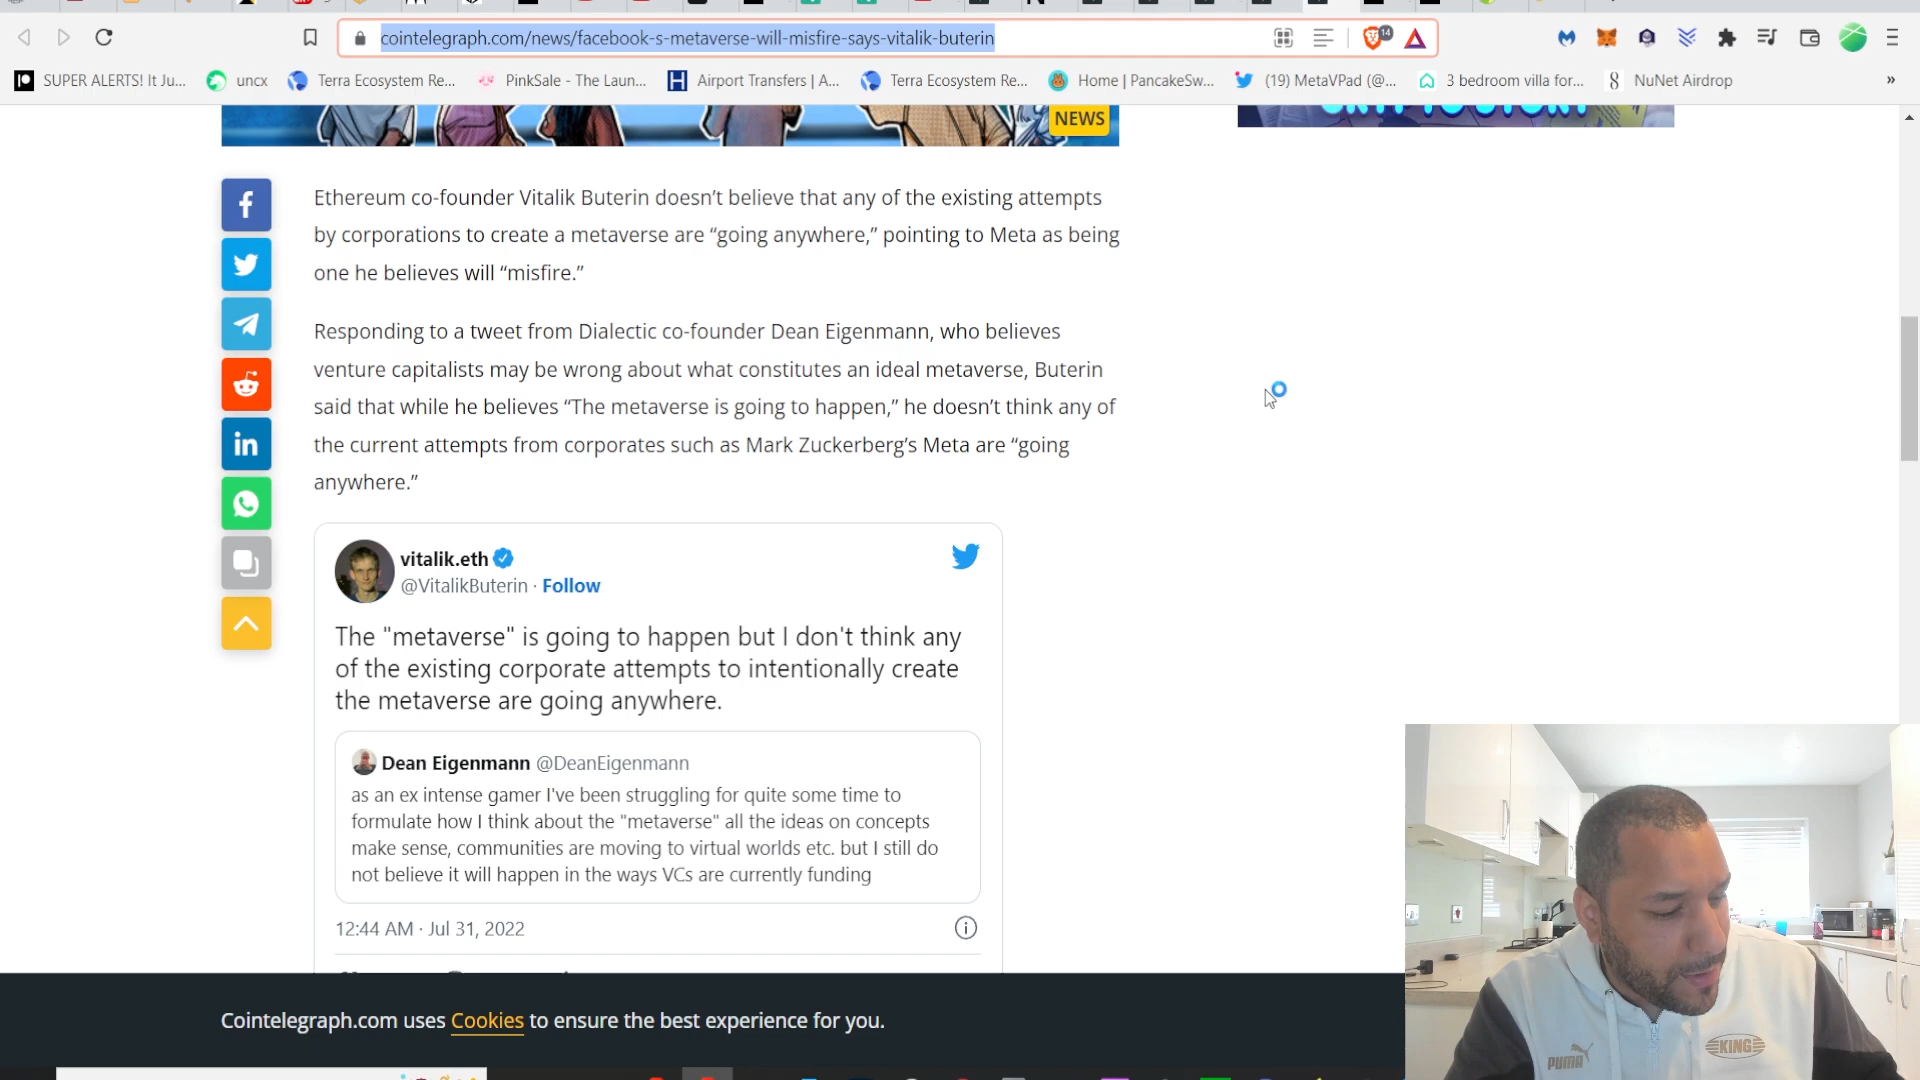 cointelegraph.com/news/facebook-s-metaverse-will-misfire-says-vitalik-buterin
14
SUPER ALERTS! It Ju... uncx Terra Ecosystem Re... PinkSale - The Laun... Airport Transfers | A... Terra Ecosystem Re... Home | PancakeSw... (19) MetaVPad (@... 3 bedroom villa for... NuNet Airdrop »
NEWS
Ethereum co-founder Vitalik Buterin doesn’t believe that any of the existing attempts
by corporations to create a metaverse are “going anywhere,” pointing to Meta as being
one he believes will “misfire.”
Responding to a tweet from Dialectic co-founder Dean Eigenmann, who believes
venture capitalists may be wrong about what constitutes an ideal metaverse, Buterin
said that while he believes “The metaverse is going to happen,” he doesn’t think any of
the current attempts from corporates such as Mark Zuckerberg’s Meta are “going
anywhere.”
vitalik.eth
@VitalikButerin · Follow
The "metaverse" is going to happen but I don't think any
of the existing corporate attempts to intentionally create
the metaverse are going anywhere.
Dean Eigenmann @DeanEigenmann
as an ex intense gamer I've been struggling for quite some time to
formulate how I think about the "metaverse" all the ideas on concepts
make sense, communities are moving to virtual worlds etc. but I still do
not believe it will happen in the ways VCs are currently funding
12:44 AM · Jul 31, 2022
Cointelegraph.com uses Cookies to ensure the best experience for you.
PUMA
KING